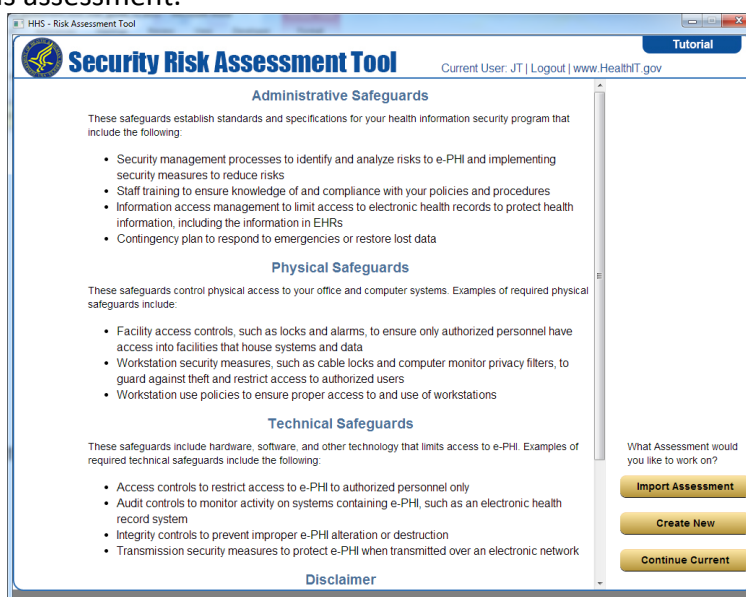 s assessment.
HHS - Risk Assessment Tool
Tutorial
Security Risk Assessment Tool
Current User: JT | Logout | www.HealthIT.gov
Administrative Safeguards
These safeguards establish standards and specifications for your health information security program that
include the following:
• Security management processes to identify and analyze risks to e-PHI and implementing
security measures to reduce risks
• Staff training to ensure knowledge of and compliance with your policies and procedures
• Information access management to limit access to electronic health records to protect health
information, including the information in EHRs
• Contingency plan to respond to emergencies or restore lost data
Physical Safeguards
These safeguards control physical access to your office and computer systems. Examples of required physical
safeguards include:
• Facility access controls, such as locks and alarms, to ensure only authorized personnel have
access into facilities that house systems and data
• Workstation security measures, such as cable locks and computer monitor privacy filters, to
guard against theft and restrict access to authorized users
• Workstation use policies to ensure proper access to and use of workstations
Technical Safeguards
These safeguards include hardware, software, and other technology that limits access to e-PHI. Examples of
required technical safeguards include the following:
• Access controls to restrict access to e-PHI to authorized personnel only
• Audit controls to monitor activity on systems containing e-PHI, such as an electronic health
record system
• Integrity controls to prevent improper e-PHI alteration or destruction
• Transmission security measures to protect e-PHI when transmitted over an electronic network
Disclaimer
What Assessment would
you like to work on?
Import Assessment
Create New
Continue Current